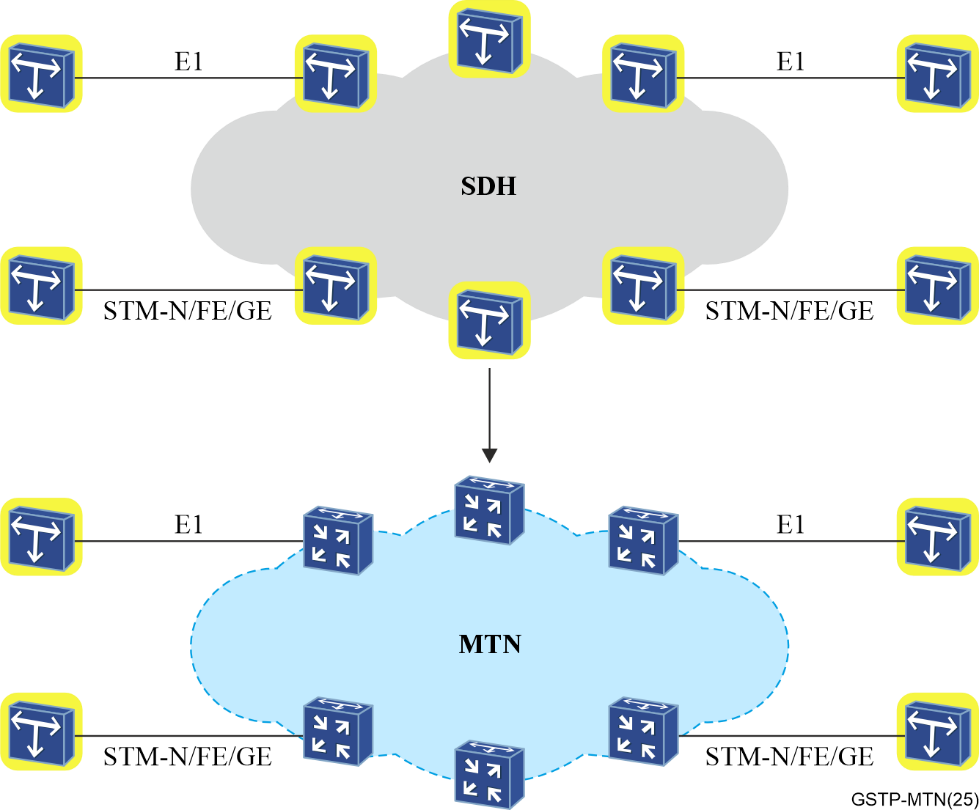 E1
E1
SDH
STM-N/FE/GE
STM-N/FE/GE
E1
E1
MTN
STM-N/FE/GE
STM-N/FE/GE
GSTP-MTN(25)